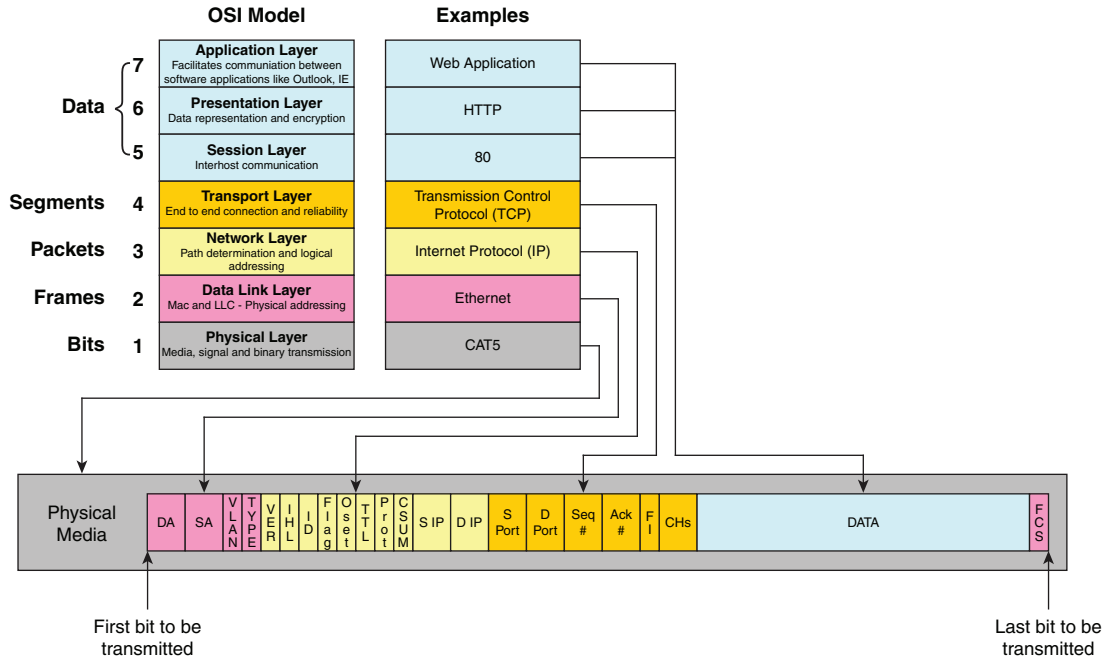 OSI Model
Examples
Data
7
Application Layer
Facilitates communiation between
software applications like Outlook, IE
Web Application
6
Presentation Layer
Data representation and encryption
HTTP
5
Session Layer
Interhost communication
80
Segments
4
Transport Layer
End to end connection and reliability
Transmission Control
Protocol (TCP)
Packets
3
Network Layer
Path determination and logical
addressing
Internet Protocol (IP)
Frames
2
Data Link Layer
Mac and LLC - Physical addressing
Ethernet
Bits
1
Physical Layer
Media, signal and binary transmission
CAT5
Physical
Media
DA
SA
VLAN
TYPE
VER
IHL
ID
Flag
Oset
TTL
Prot
CSUM
S IP
D IP
S
Port
D
Port
Seq
#
Ack
#
FI
CHs
DATA
FCS
First bit to be
transmitted
Last bit to be
transmitted